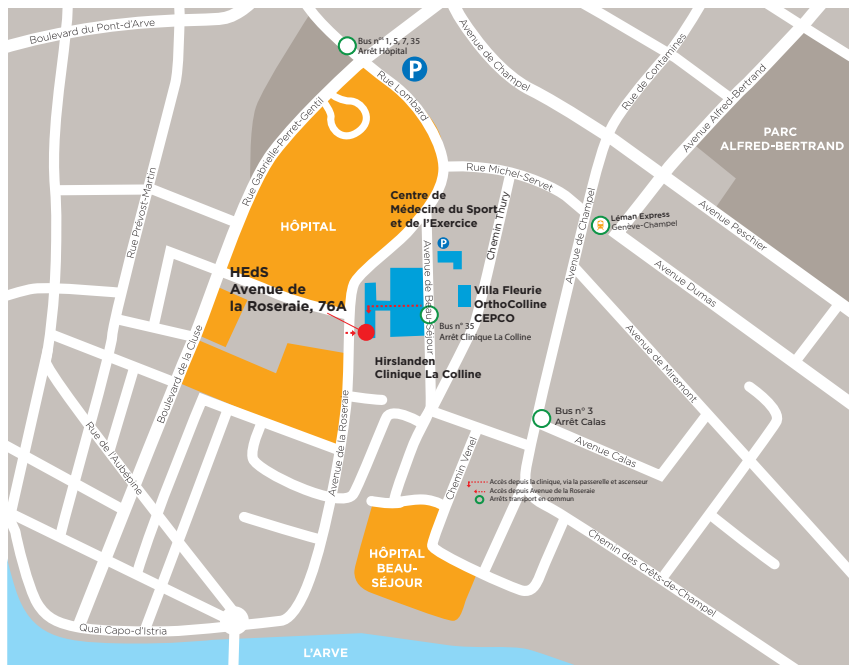 Boulevard du Pont-d'Arve
Bus n°ˢ 1, 5, 7, 35
Arrêt Hôpital
P
Rue Lombard
Avenue de Champel
Rue de Contamines
Avenue Alfred-Bertrand
PARC
ALFRED-BERTRAND
Rue Gabrielle-Perret-Gentil
Rue Prévost-Martin
Rue Michel-Servet
Centre de
Médecine du Sport
et de l'Exercice
Chemin Thury
HÔPITAL
P
Avenue de Champel
Léman Express
Genève-Champel
Avenue Peschier
HEdS
Avenue de
la Roseraie, 76A
Avenue de Beau-Séjour
Villa Fleurie
OrthoColline
CEPCO
Avenue Dumas
Bus n° 35
Arrêt Clinique La Colline
Boulevard de la Cluse
Hirslanden
Clinique La Colline
Avenue de Miremont
Avenue de la Roseraie
Bus n° 3
Arrêt Calas
Rue de l'Aubépine
Avenue Calas
Chemin Venel
Accès depuis la clinique, via la passerelle et ascenseur
Accès depuis Avenue de la Roseraie
Arrêts transport en commun
HÔPITAL
BEAU-
SÉJOUR
Chemin des Crêts-de-Champel
Quai Capo-d'Istria
L'ARVE